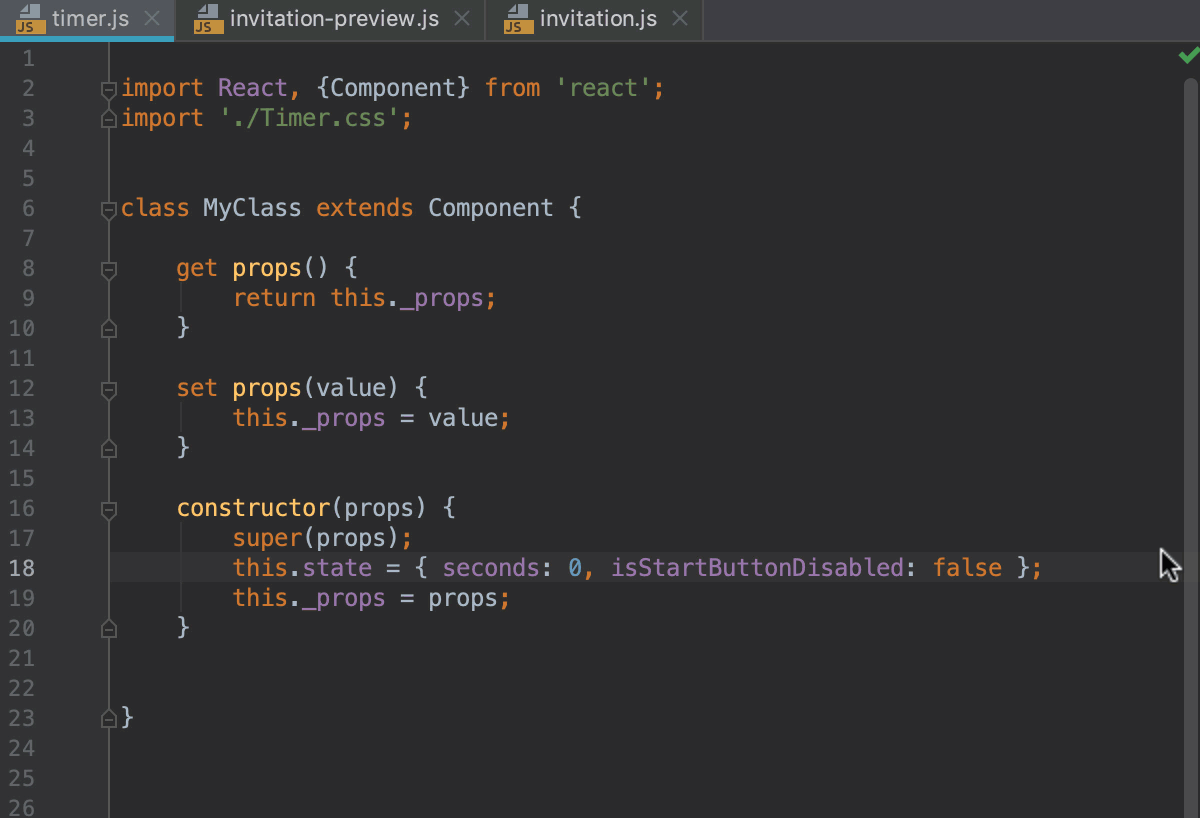 JS timer.js JS invitation-preview.js JS invitation.js
1
2 import React, {Component} from 'react';
3 import './Timer.css';
4
5
6 class MyClass extends Component {
7
8 get props() {
9 return this._props;
10 }
11
12 set props(value) {
13 this._props = value;
14 }
15
16 constructor(props) {
17 super(props);
18 this.state = { seconds: 0, isStartButtonDisabled: false };
19 this._props = props;
20 }
21
22
23 }
24
25
26